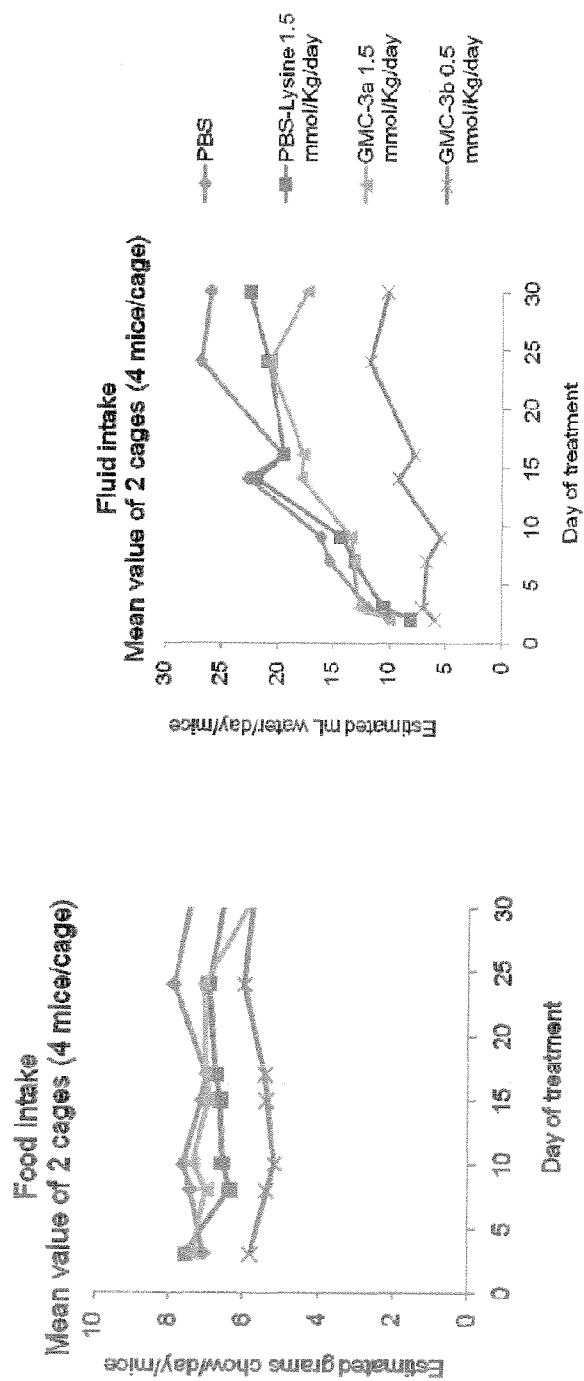 Food intake
Mean value of 2 cages (4 mice/cage)
Estimated grams chow/day/mice
10
8
6
4
2
0
0
5
10
15
20
25
30
Day of treatment
Fluid intake
Mean value of 2 cages (4 mice/cage)
Estimated mL water/day/mice
30
25
20
15
10
5
0
0
5
10
15
20
25
30
Day of treatment
PBS
PBS-Lysine 1.5
mmol/Kg/day
GMC-3a 1.5
mmol/Kg/day
GMC-3b 0.5
mmol/Kg/day